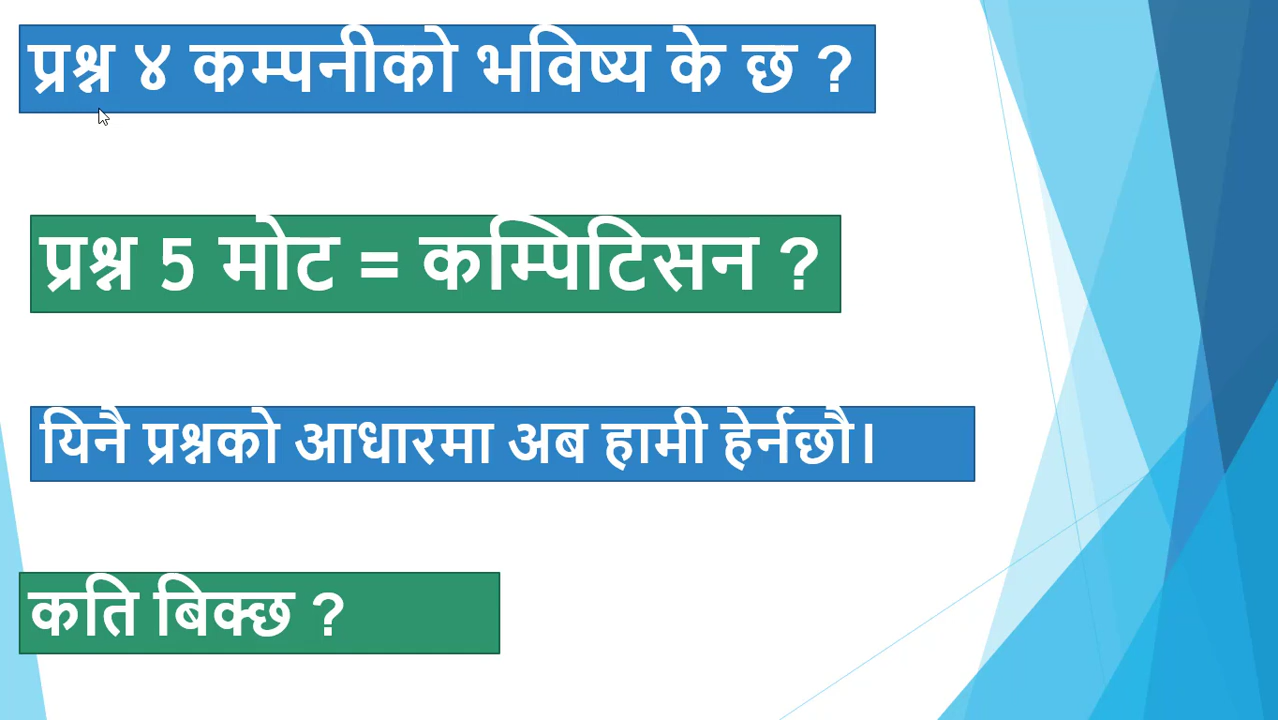 प्रश्न ४ कम्पनीको भविष्य के छ ?
प्रश्न 5 मोट = कम्पिटिसन ?
यिनै प्रश्नको आधारमा अब हामी हेर्नछौ।
कति बिक्छ ?